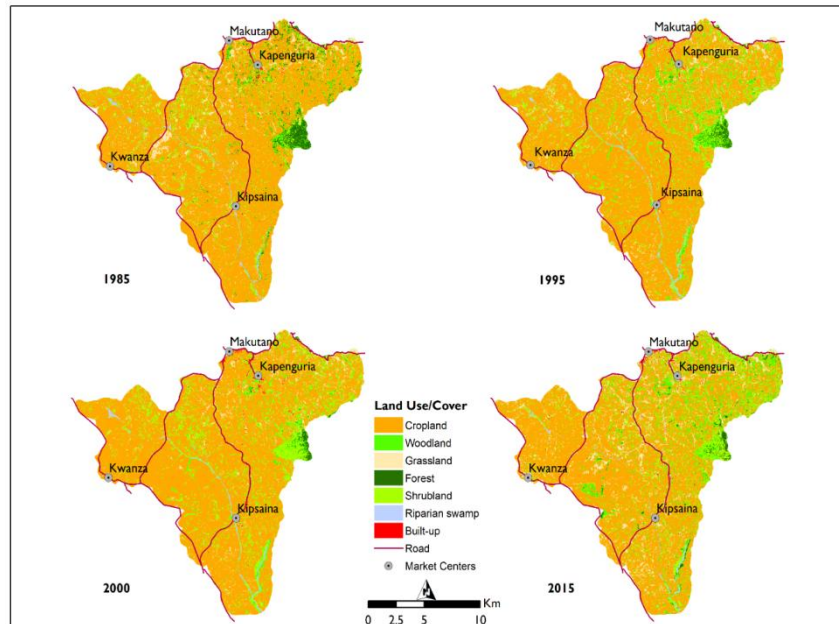 Makutano
Kapenguria
Kwanza
Kipsaina
1985
Makutano
Kapenguria
Kwanza
Kipsaina
1995
Makutano
Kapenguria
Kwanza
Kipsaina
2000
Land Use/Cover
Cropland
Woodland
Grassland
Forest
Shrubland
Riparian swamp
Built-up
Road
Market Centers
N
Km
0 2.5 5 10
Makutano
Kapenguria
Kwanza
Kipsaina
2015